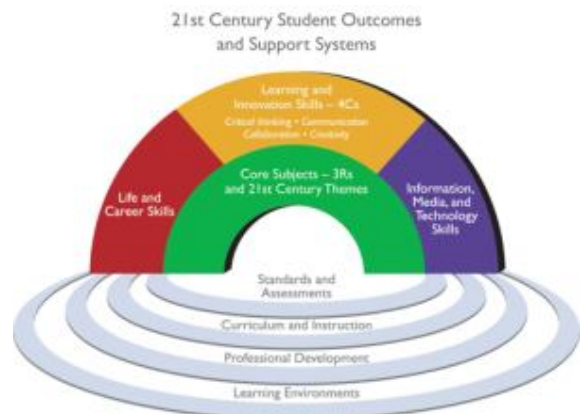 21st Century Student Outcomes
and Support Systems
Learning and
Innovation Skills – 4Cs
Critical thinking • Communication
Collaboration • Creativity
Core Subjects – 3Rs
and 21st Century Themes
Life and
Career Skills
Information,
Media, and
Technology
Skills
Standards and
Assessments
Curriculum and Instruction
Professional Development
Learning Environments